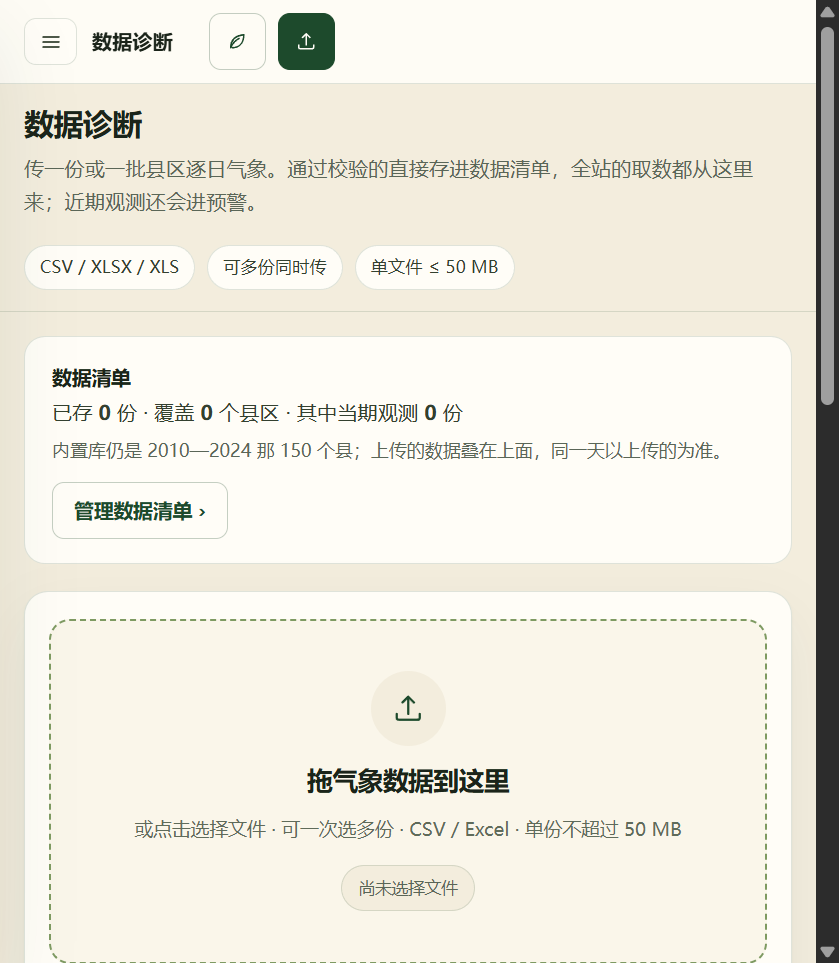 数据诊断
数据诊断
传一份或一批县区逐日气象。通过校验的直接存进数据清单，全站的取数都从这里
来；近期观测还会进预警。
CSV / XLSX / XLS
可多份同时传
单文件 ≤ 50 MB
数据清单
已存 0 份 · 覆盖 0 个县区 · 其中当期观测 0 份
内置库仍是 2010—2024 那 150 个县；上传的数据叠在上面，同一天以上传的为准。
管理数据清单 ›
拖气象数据到这里
或点击选择文件 · 可一次选多份 · CSV / Excel · 单份不超过 50 MB
尚未选择文件